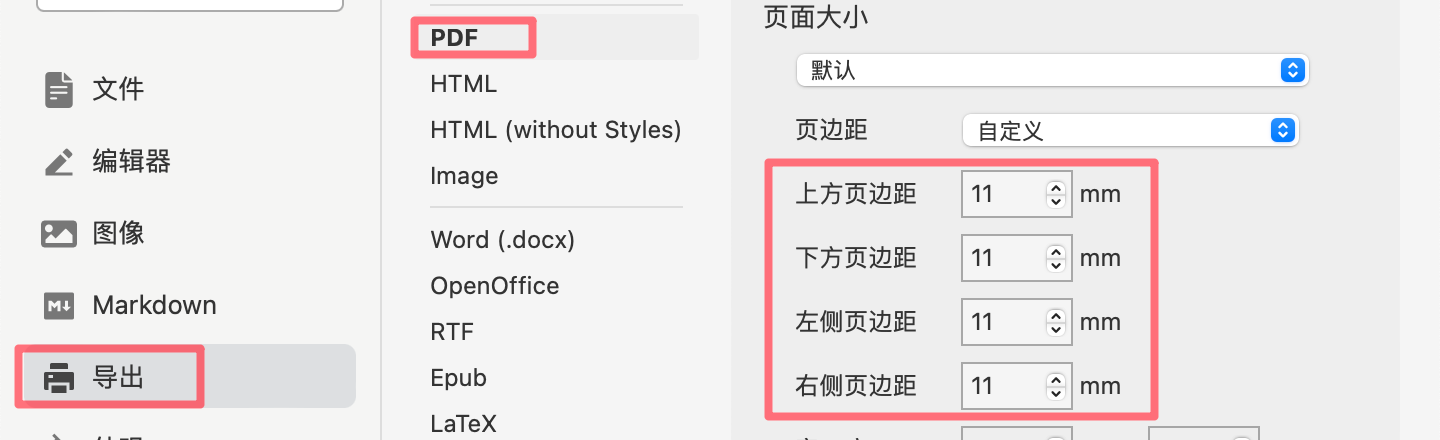 文件
编辑器
图像
Markdown
导出
PDF
HTML
HTML (without Styles)
Image
Word (.docx)
OpenOffice
RTF
Epub
LaTeX
页面大小
默认
页边距 自定义
上方页边距 11 mm
下方页边距 11 mm
左侧页边距 11 mm
右侧页边距 11 mm